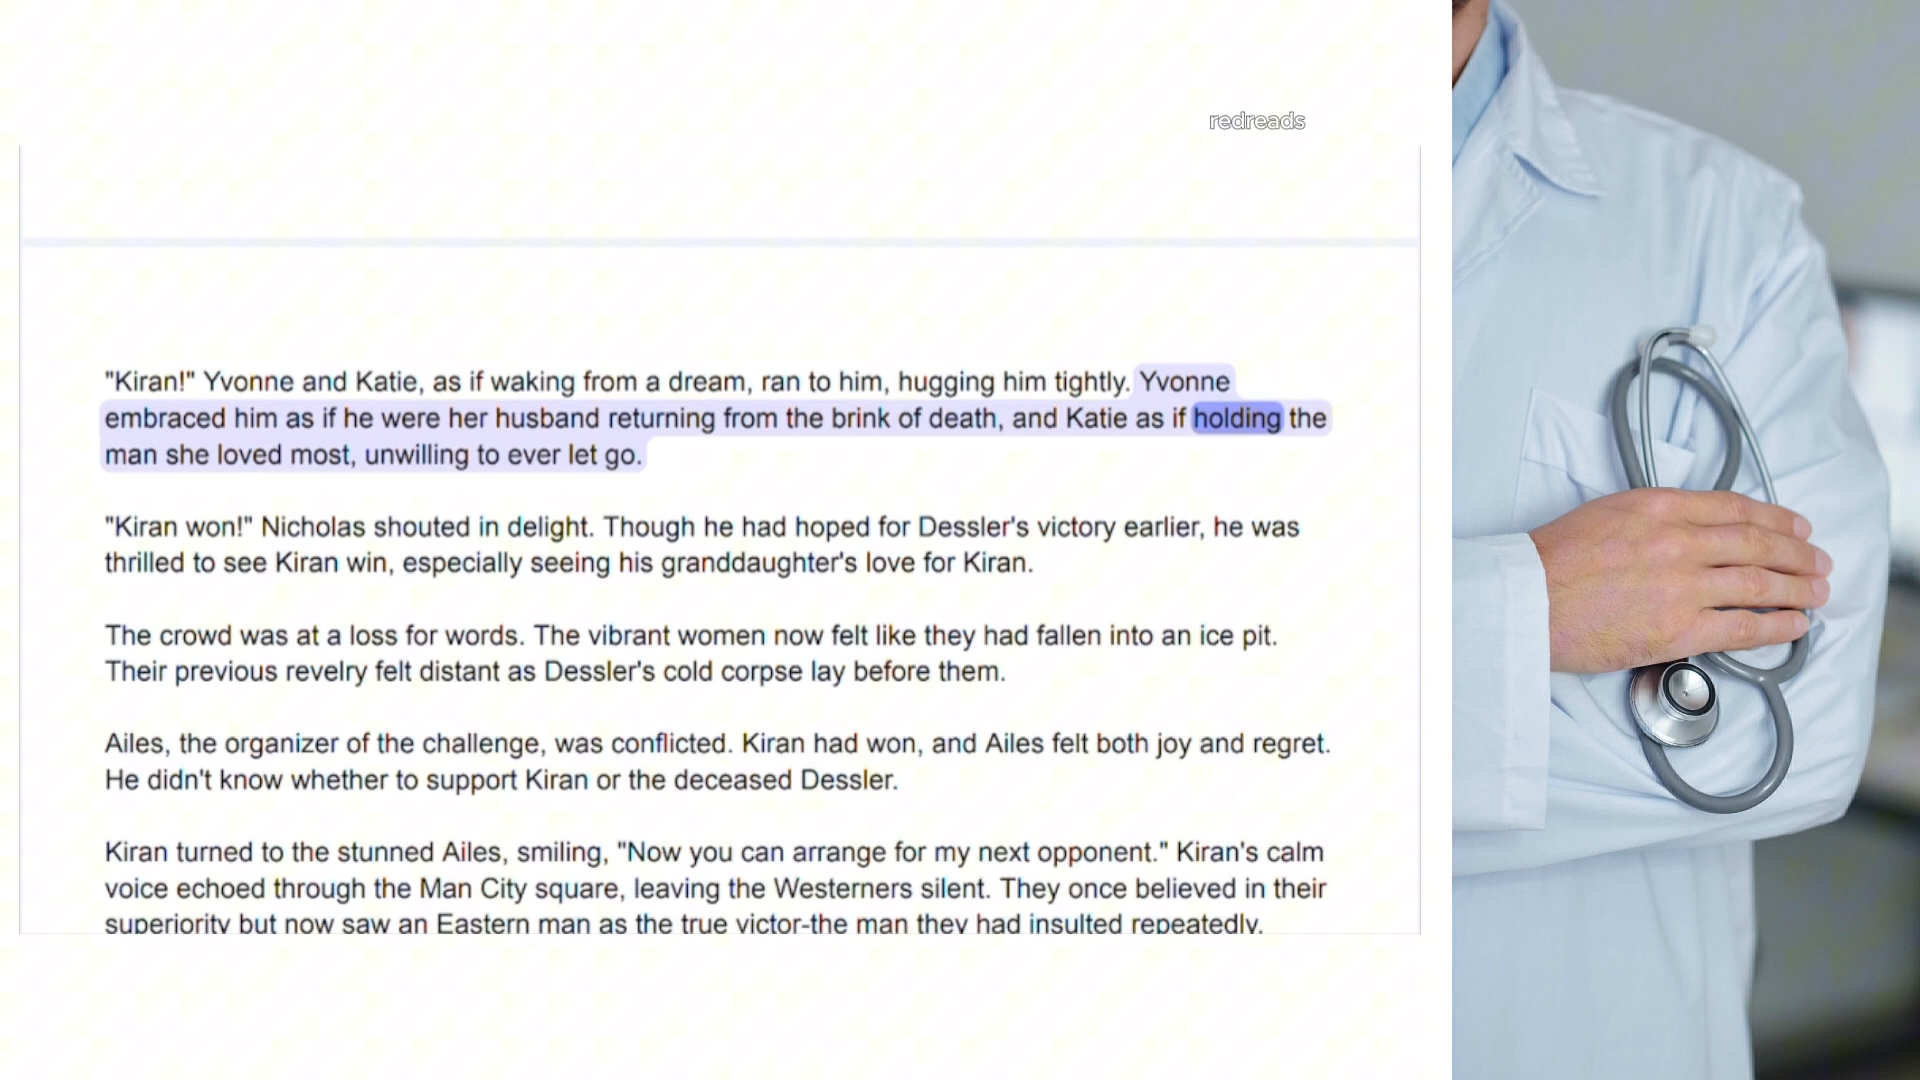 redreads
"Kiran!" Yvonne and Katie, as if waking from a dream, ran to him, hugging him tightly. Yvonne
embraced him as if he were her husband returning from the brink of death, and Katie as if holding the
man she loved most, unwilling to ever let go.
"Kiran won!" Nicholas shouted in delight. Though he had hoped for Dessler's victory earlier, he was
thrilled to see Kiran win, especially seeing his granddaughter's love for Kiran.
The crowd was at a loss for words. The vibrant women now felt like they had fallen into an ice pit.
Their previous revelry felt distant as Dessler's cold corpse lay before them.
Ailes, the organizer of the challenge, was conflicted. Kiran had won, and Ailes felt both joy and regret.
He didn't know whether to support Kiran or the deceased Dessler.
Kiran turned to the stunned Ailes, smiling, "Now you can arrange for my next opponent." Kiran's calm
voice echoed through the Man City square, leaving the Westerners silent. They once believed in their
superiority but now saw an Eastern man as the true victor-the man they had insulted repeatedly.